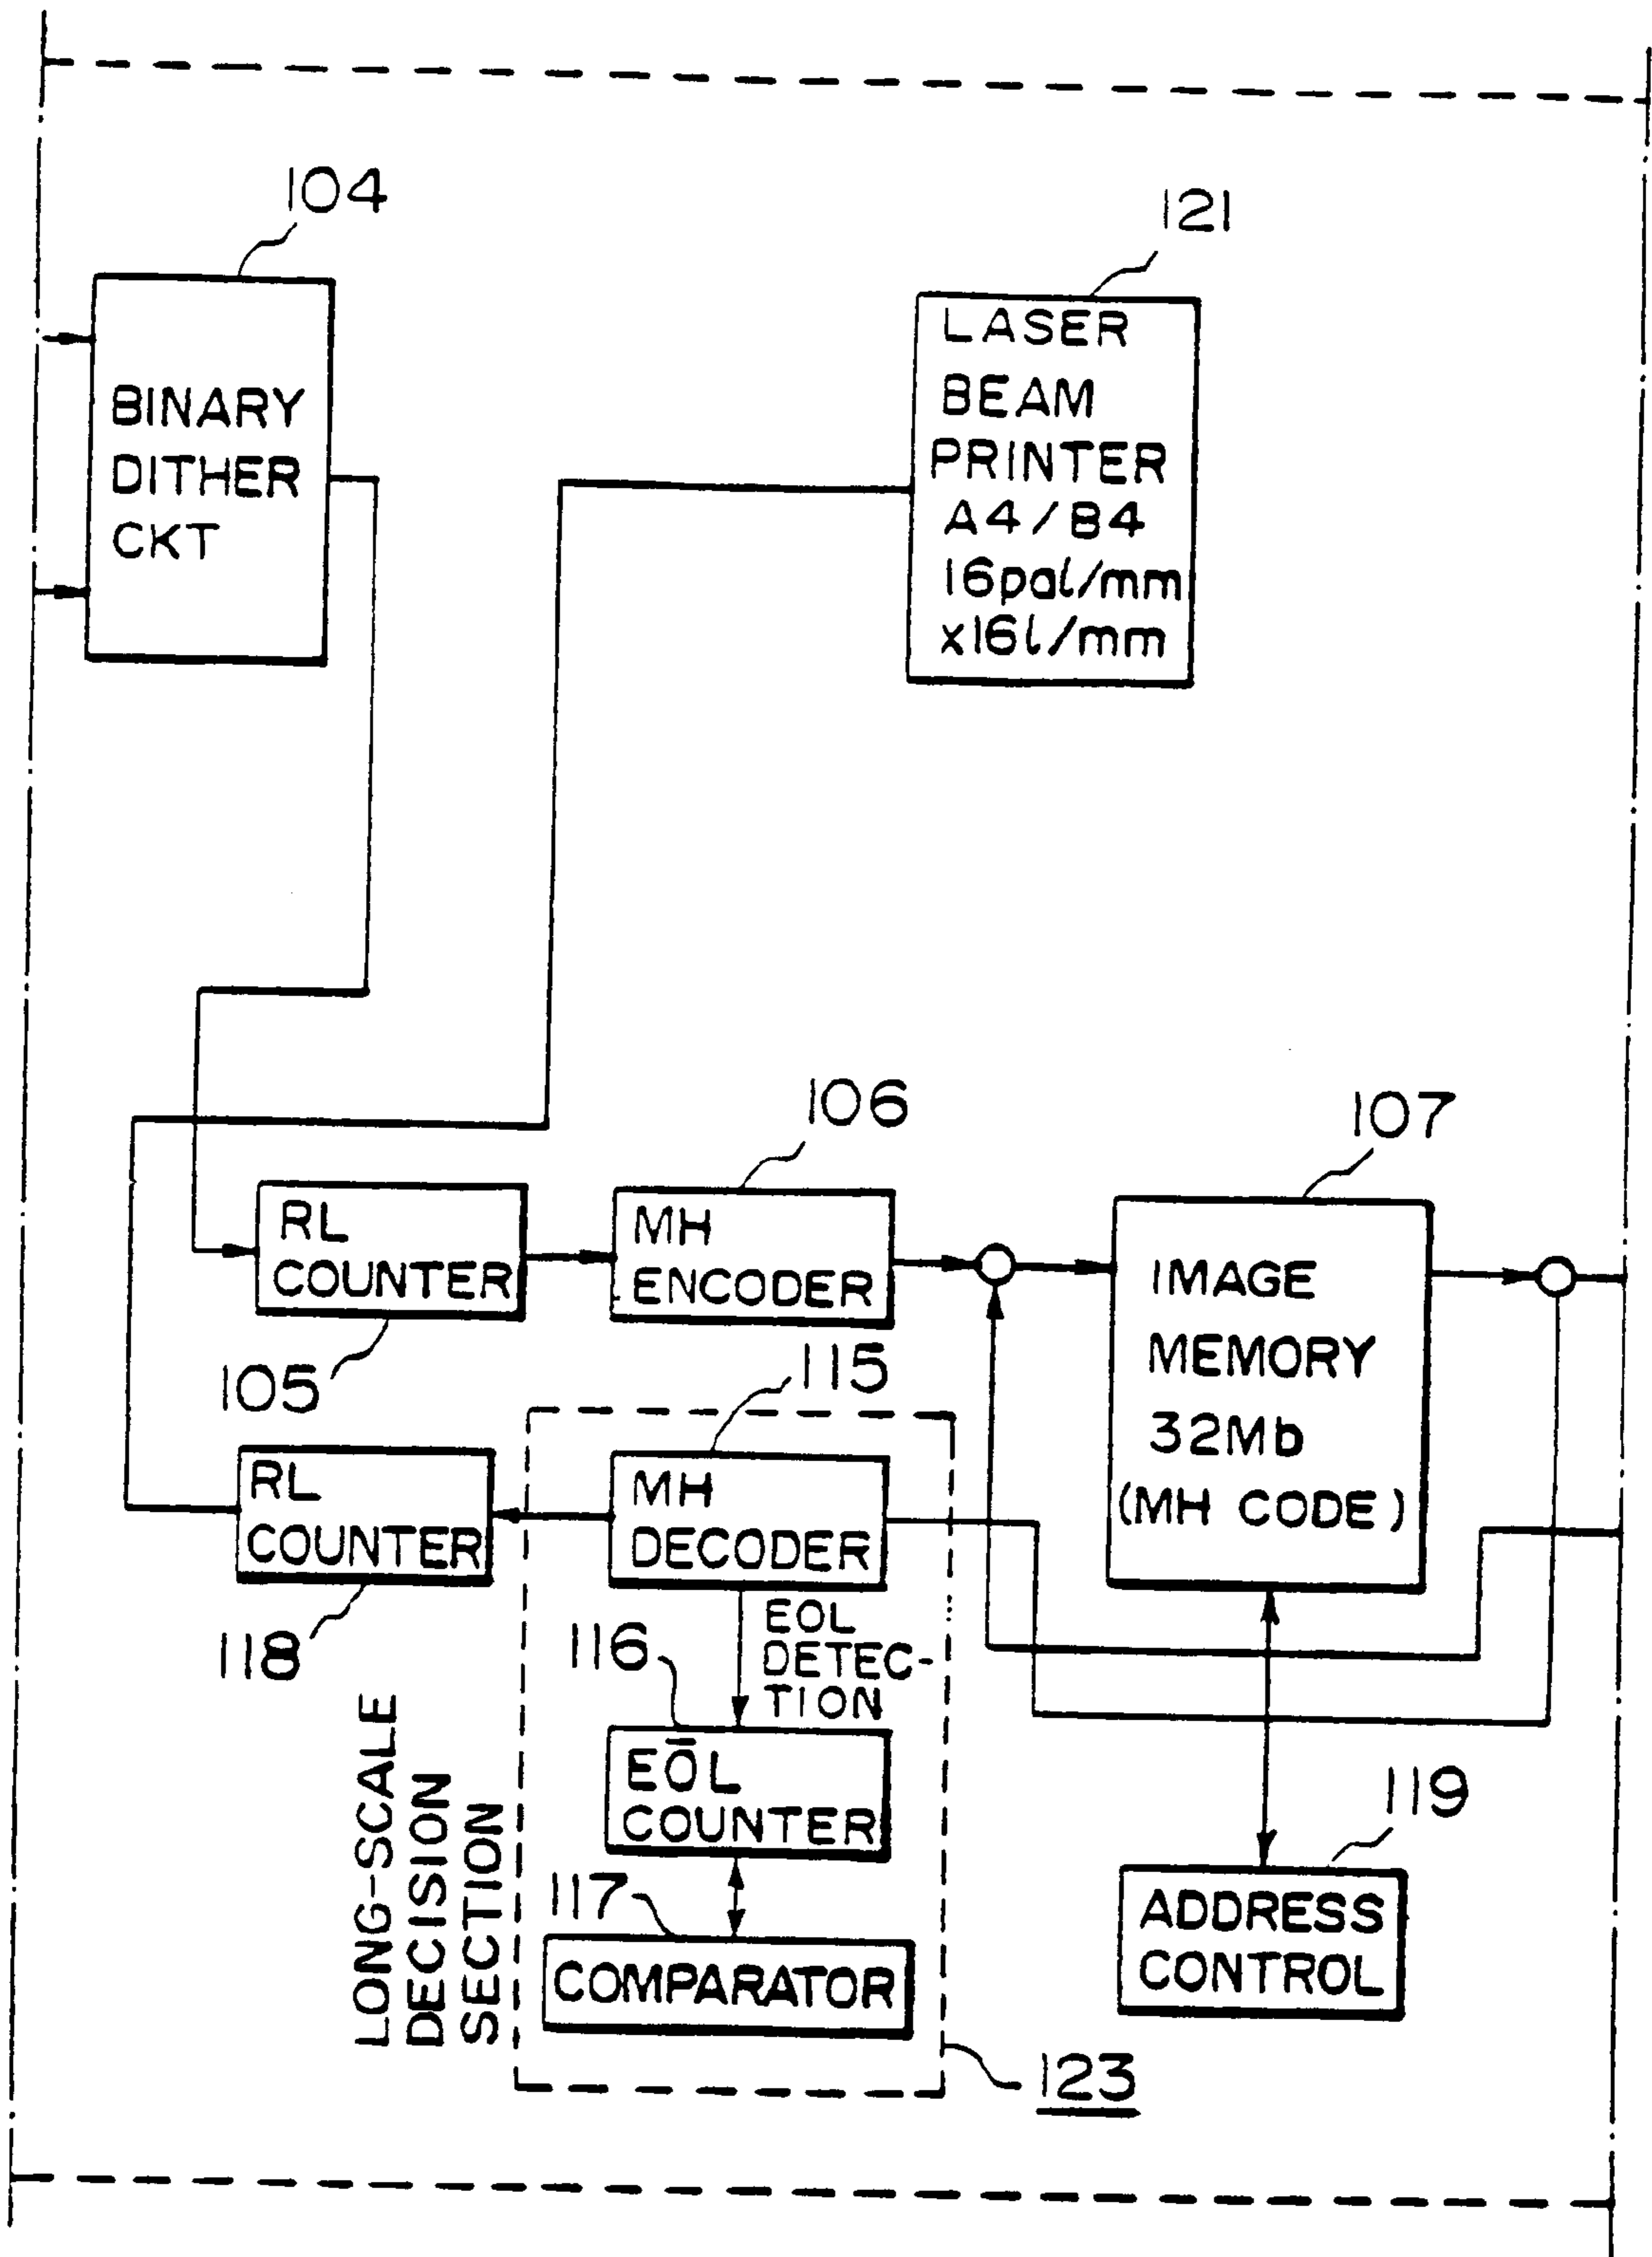 104
BINARY
DITHER
CKT
121
LASER
BEAM
PRINTER
A4/B4
16pal/mm
x16l/mm
106
107
RL
COUNTER
105
MH
ENCODER
IMAGE
MEMORY
32Mb
(MH CODE)
115
RL
COUNTER
118
MH
DECODER
EOL
DETEC-
TION
116
EOL
COUNTER
117
COMPARATOR
LONG-SCALE
DECISION
SECTION
119
ADDRESS
CONTROL
123